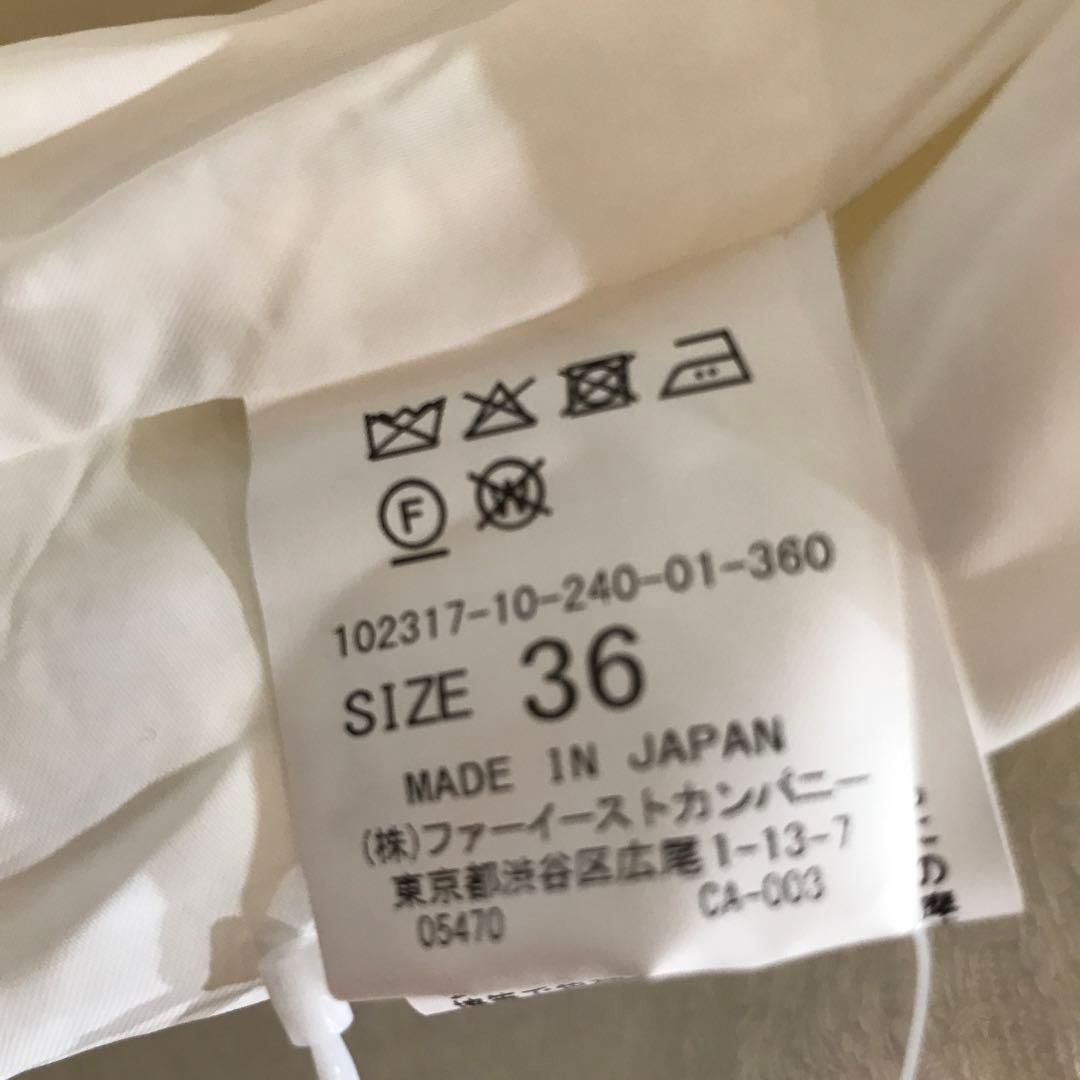 F W
102317-10-240-01-360
SIZE 36
MADE IN JAPAN
(株)ファーイーストカンパニー
東京都渋谷区広尾1-13-7
05470 CA-003